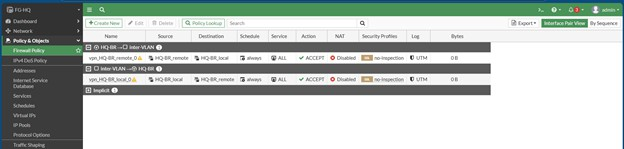 FG-HQ
admin
Dashboard
Network
Policy & Objects
Firewall Policy
IPv4 DoS Policy
Addresses
Internet Service
Database
Services
Schedules
Virtual IPs
IP Pools
Protocol Options
Traffic Shaping
+ Create New Edit Delete Policy Lookup Search Export Interface Pair View By Sequence
Name Source Destination Schedule Service Action NAT Security Profiles Log Bytes
HQ-BR → Inter-VLAN 1
vpn_HQ-BR_remote_0 HQ-BR_remote HQ-BR_local always ALL ACCEPT Disabled no-inspection UTM 0 B
Inter-VLAN → HQ-BR 1
vpn_HQ-BR_local_0 HQ-BR_local HQ-BR_remote always ALL ACCEPT Disabled no-inspection UTM 0 B
Implicit 1